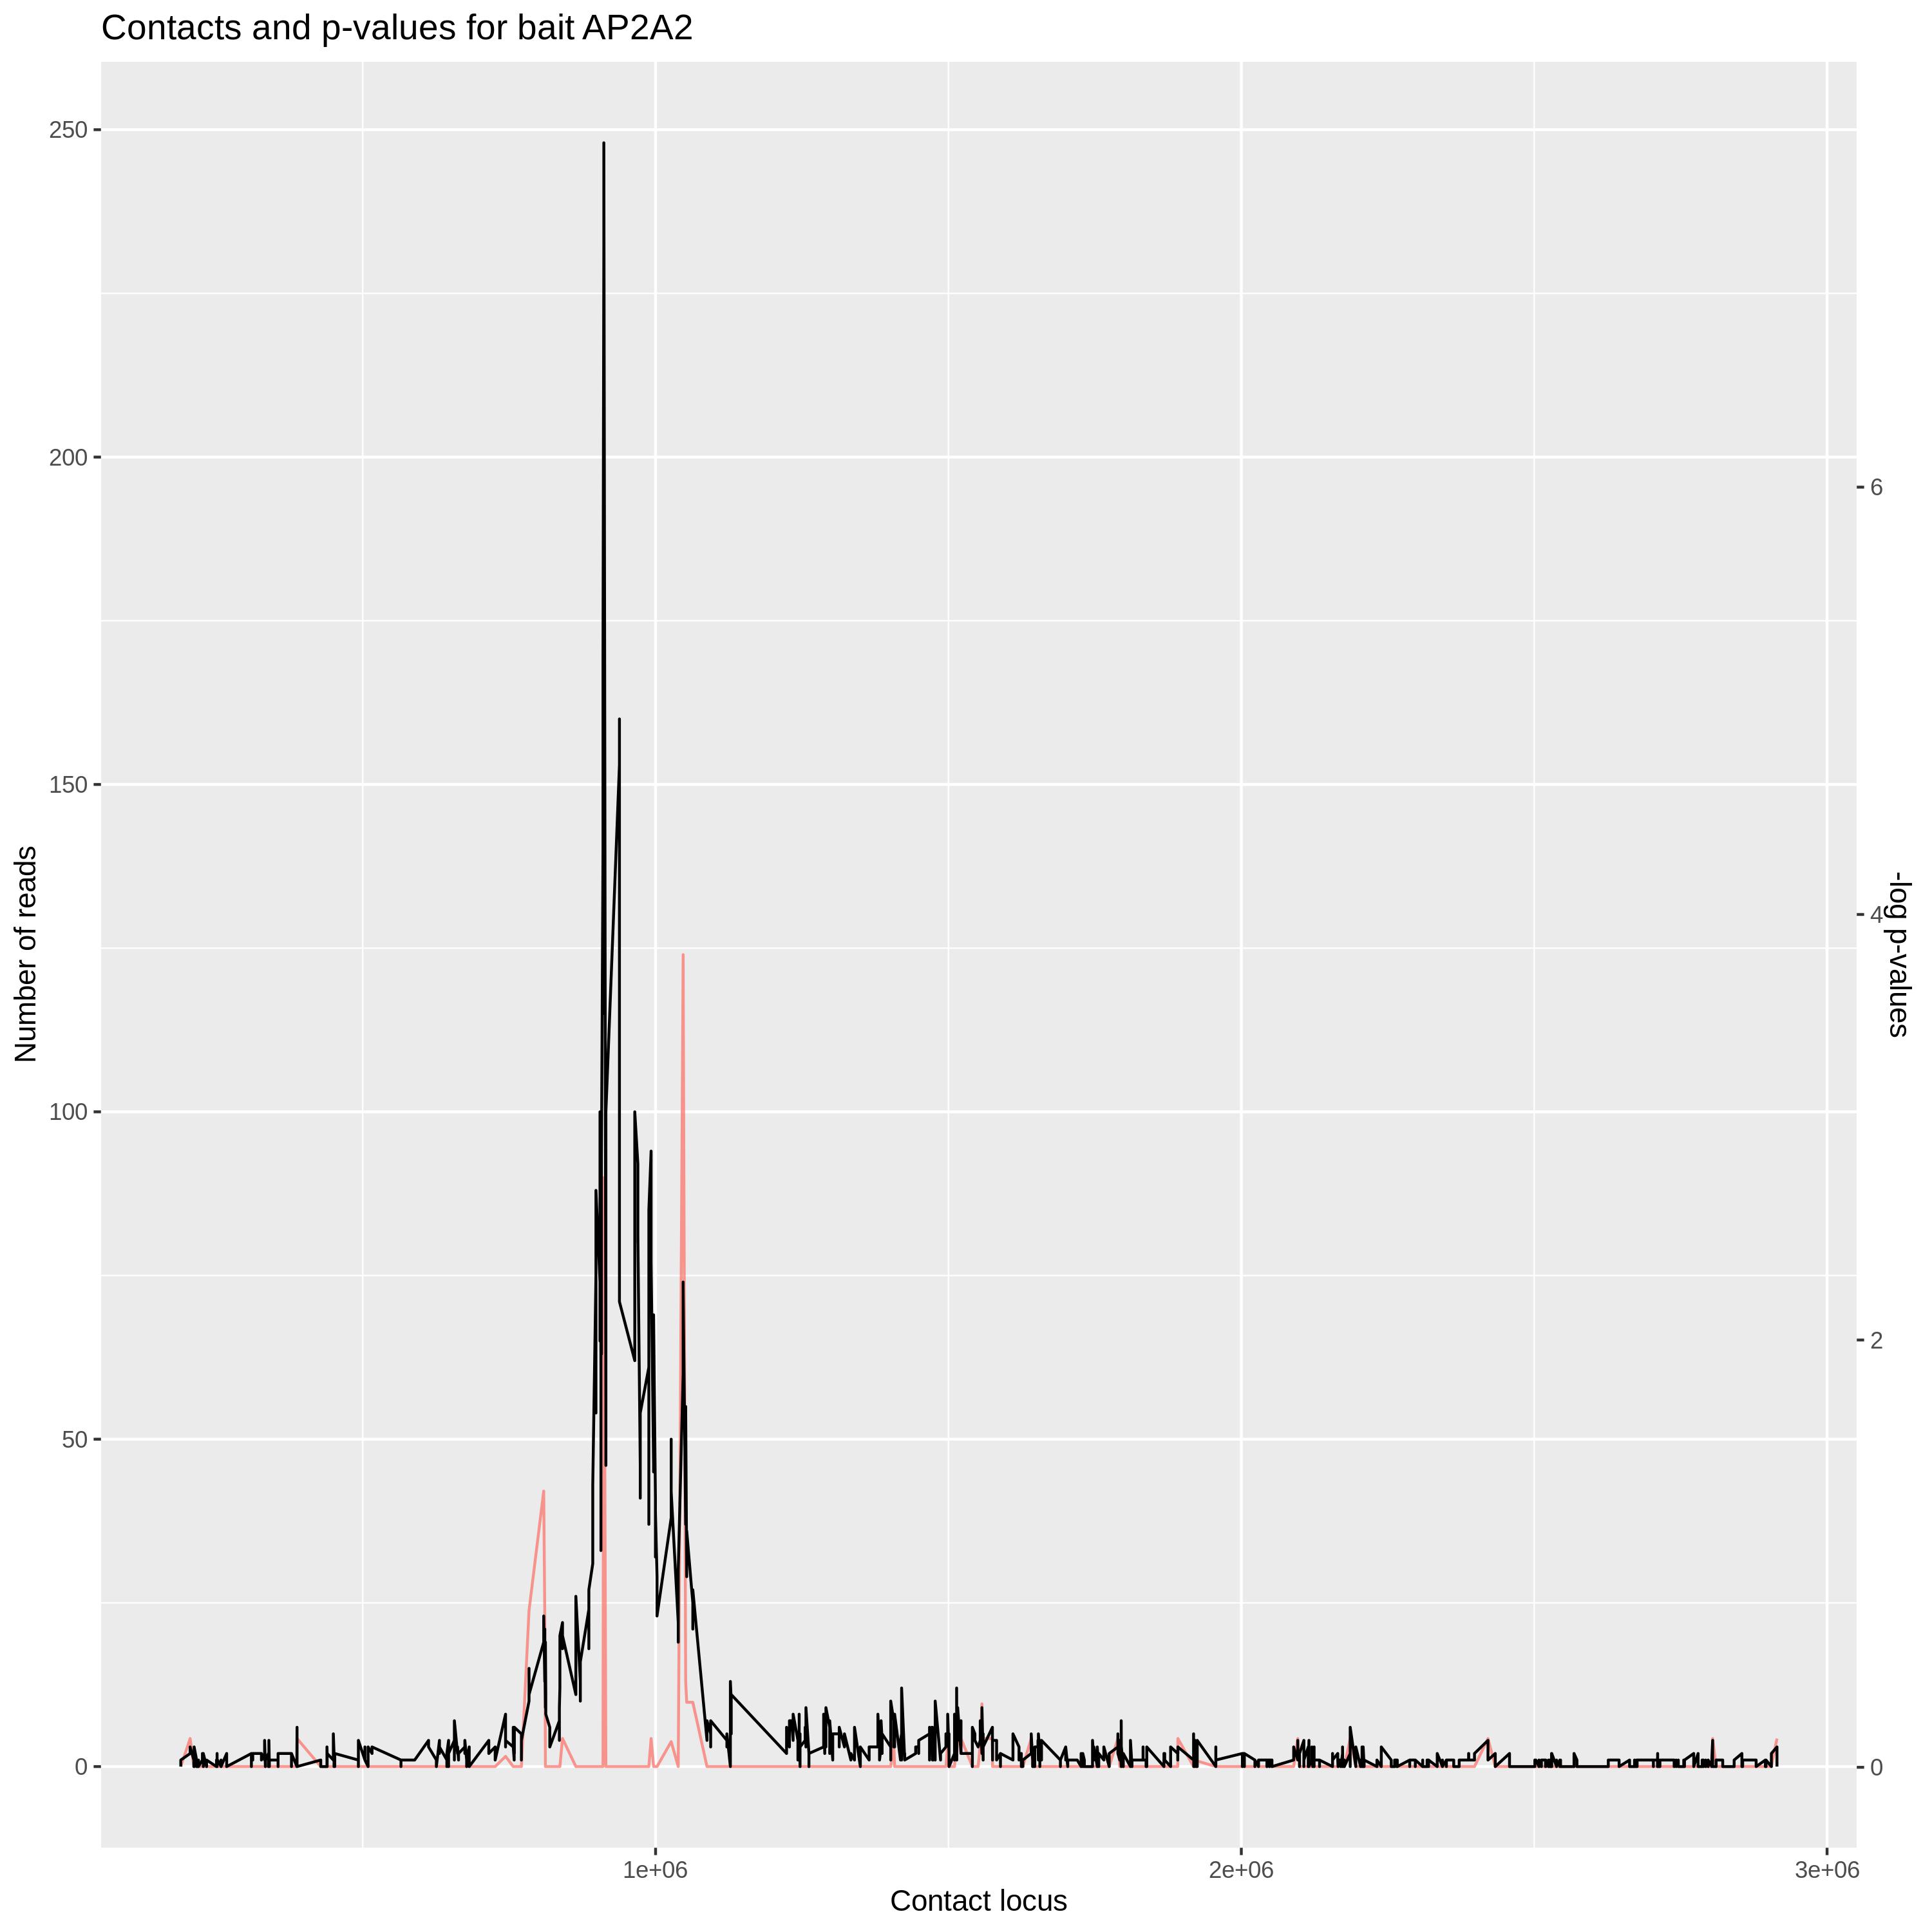 Contacts and p-values for bait AP2A2
250
200
150
100
50
0
Number of reads
6
4
2
0
-log p-values
1e+06
2e+06
3e+06
Contact locus